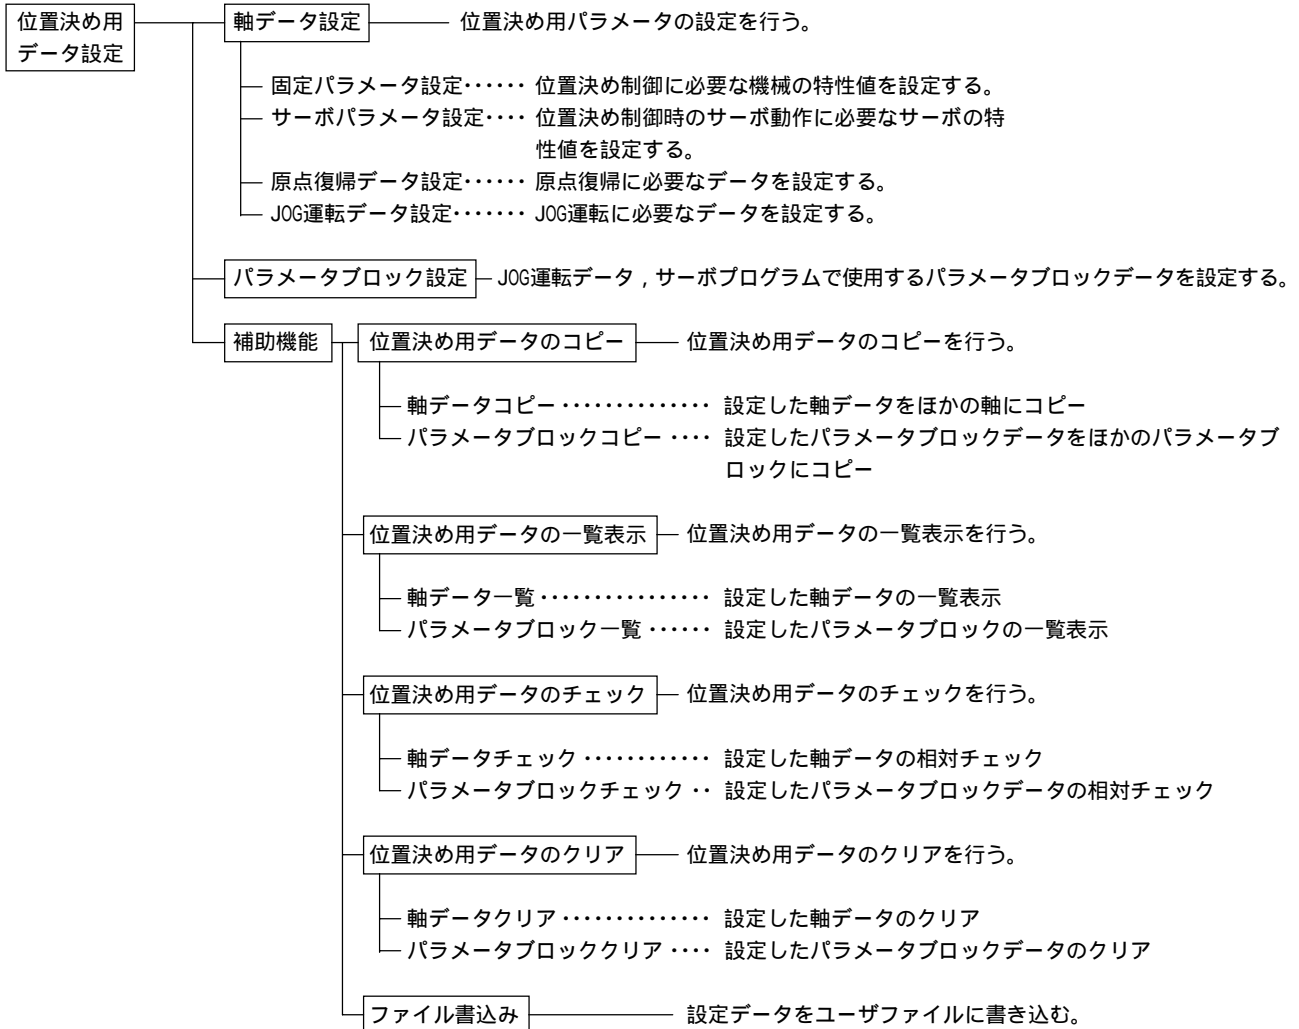 位置決め用
データ設定
軸データ設定 位置決め用パラメータの設定を行う。
固定パラメータ設定・・・・・・ 位置決め制御に必要な機械の特性値を設定する。
サーボパラメータ設定・・・・ 位置決め制御時のサーボ動作に必要なサーボの特
性値を設定する。
原点復帰データ設定・・・・・・ 原点復帰に必要なデータを設定する。
JOG運転データ設定・・・・・・・ JOG運転に必要なデータを設定する。
パラメータブロック設定 JOG運転データ，サーボプログラムで使用するパラメータブロックデータを設定する。
補助機能 位置決め用データのコピー 位置決め用データのコピーを行う。
軸データコピー・・・・・・・・・・・・・・ 設定した軸データをほかの軸にコピー
パラメータブロックコピー・・・・ 設定したパラメータブロックデータをほかのパラメータブ
ロックにコピー
位置決め用データの一覧表示 位置決め用データの一覧表示を行う。
軸データ一覧・・・・・・・・・・・・・・・・ 設定した軸データの一覧表示
パラメータブロック一覧・・・・・・ 設定したパラメータブロックの一覧表示
位置決め用データのチェック 位置決め用データのチェックを行う。
軸データチェック・・・・・・・・・・・・ 設定した軸データの相対チェック
パラメータブロックチェック・・ 設定したパラメータブロックデータの相対チェック
位置決め用データのクリア 位置決め用データのクリアを行う。
軸データクリア・・・・・・・・・・・・・・ 設定した軸データのクリア
パラメータブロッククリア・・・・ 設定したパラメータブロックデータのクリア
ファイル書込み 設定データをユーザファイルに書き込む。